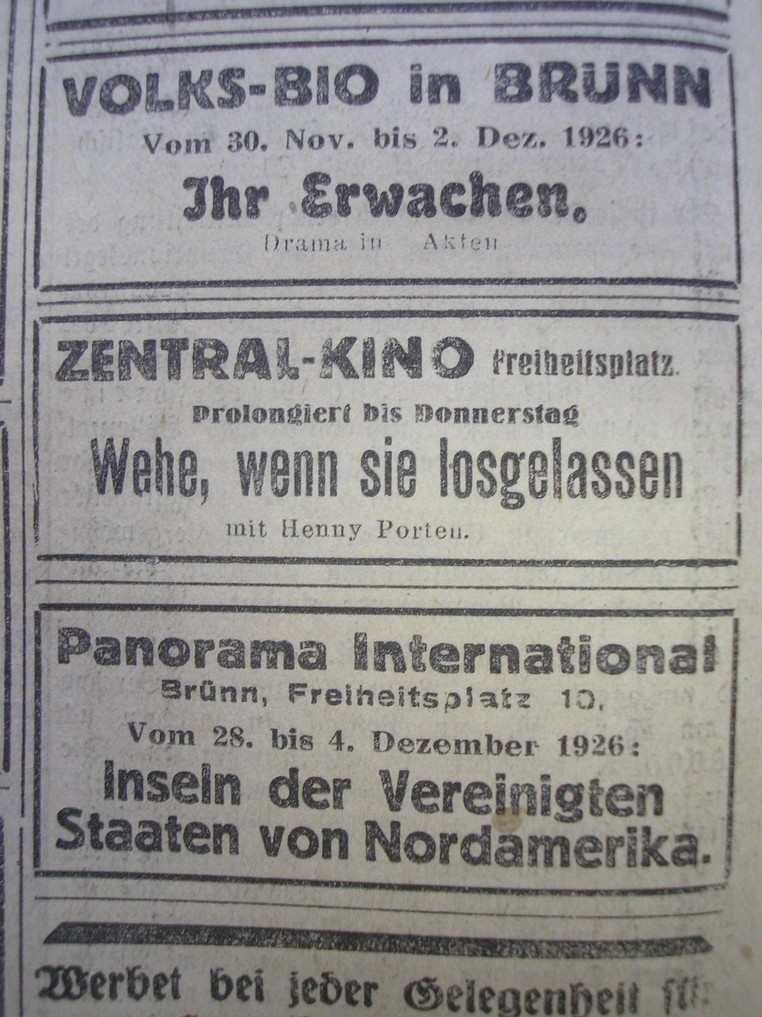 VOLKS-BIO in BRÜNN
Vom 30. Nov. bis 2. Dez. 1926:
Ihr Erwachen.
Drama in Akten
ZENTRAL-KINO Freiheitsplatz.
Prolongiert bis Donnerstag
Wehe, wenn sie losgelassen
mit Henny Porten.
Panorama International
Brünn, Freiheitsplatz 10.
Vom 28. bis 4. Dezember 1926:
Inseln der Vereinigten
Staaten von Nordamerika.
Werbet bei jeder Gelegenheit